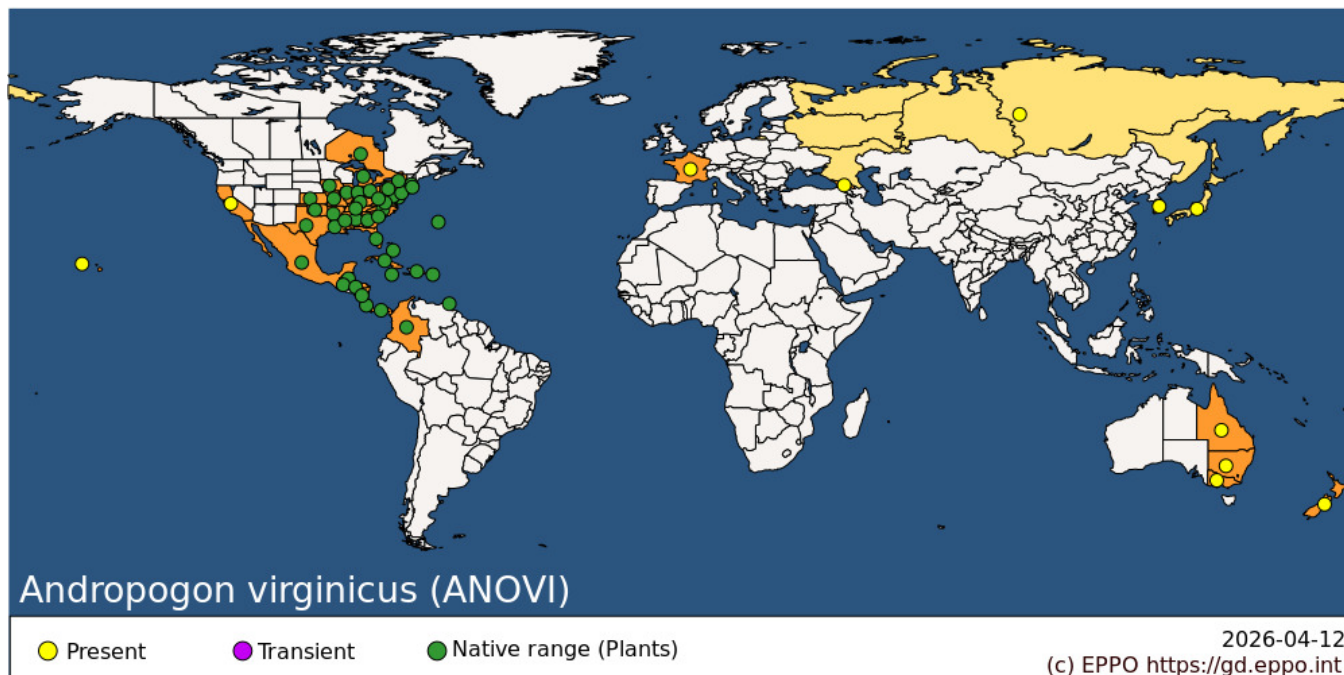 Andropogon virginicus (ANOVI)
Present
Transient
Native range (Plants)
2026-04-12
(c) EPPO https://gd.eppo.int